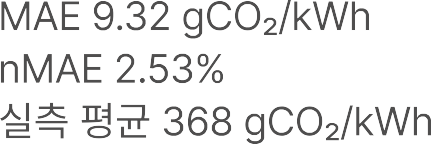 MAE 9.32 gCO₂/kWh
nMAE 2.53%
실측 평균 368 gCO₂/kWh